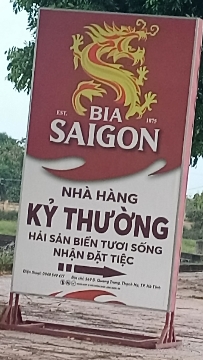 EST. 1875
BIA
SAIGON
NHÀ HÀNG
KỶ THƯỜNG
HẢI SẢN BIỂN TƯƠI SỐNG
NHẬN ĐẶT TIỆC